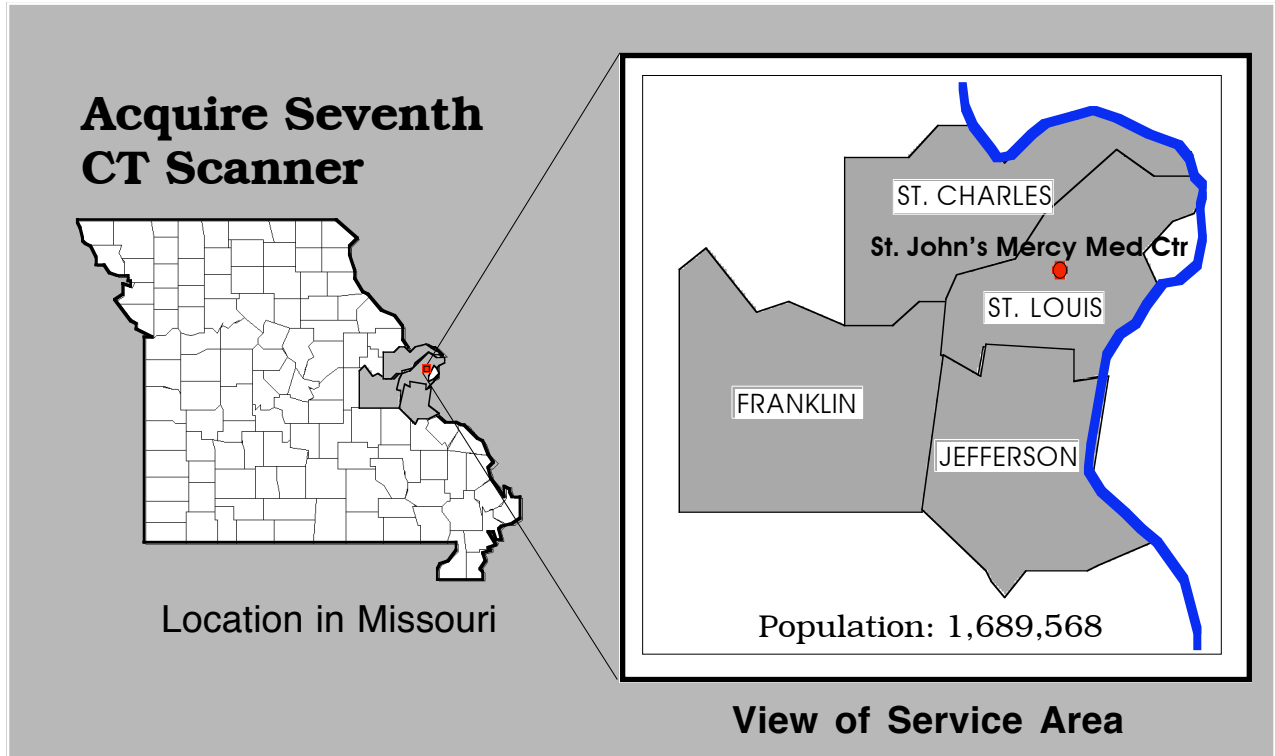 Acquire Seventh
CT Scanner
Location in Missouri
ST. CHARLES
St. John's Mercy Med Ctr
ST. LOUIS
FRANKLIN
JEFFERSON
Population: 1,689,568
View of Service Area